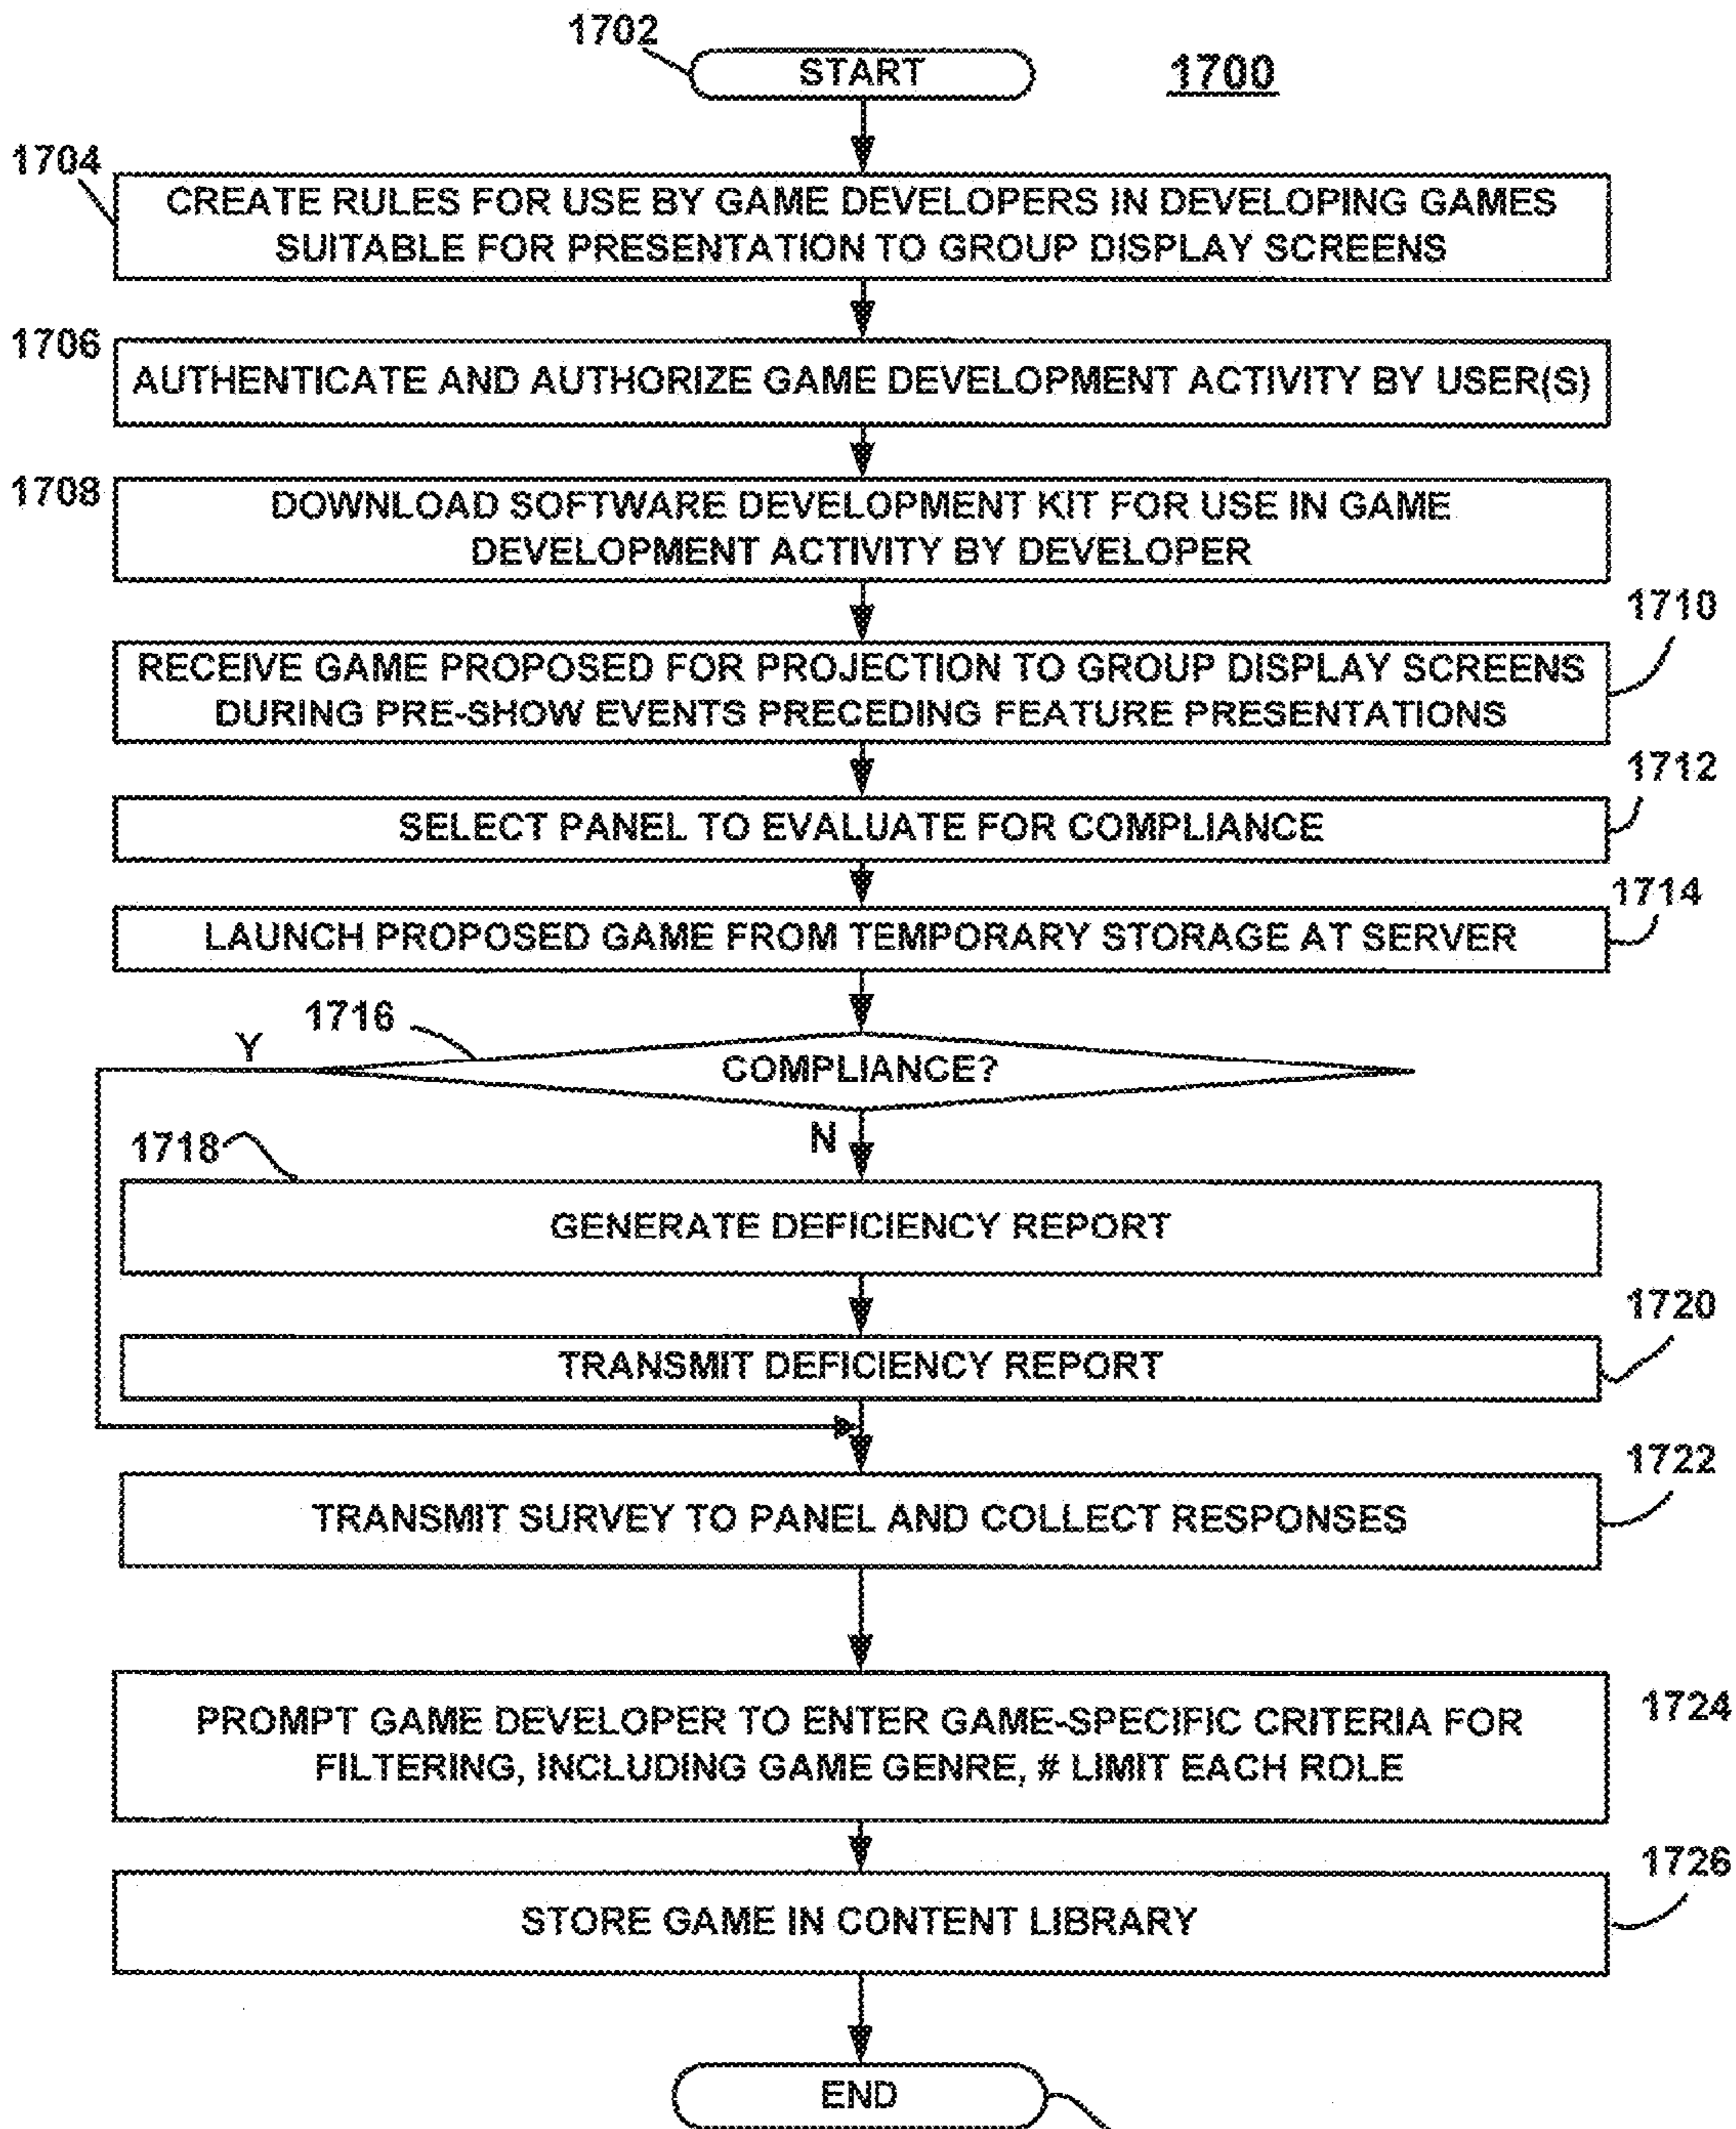 1702
START
1700
1704
CREATE RULES FOR USE BY GAME DEVELOPERS IN DEVELOPING GAMES
SUITABLE FOR PRESENTATION TO GROUP DISPLAY SCREENS
1706
AUTHENTICATE AND AUTHORIZE GAME DEVELOPMENT ACTIVITY BY USER(S)
1708
DOWNLOAD SOFTWARE DEVELOPMENT KIT FOR USE IN GAME
DEVELOPMENT ACTIVITY BY DEVELOPER
1710
RECEIVE GAME PROPOSED FOR PROJECTION TO GROUP DISPLAY SCREENS
DURING PRE-SHOW EVENTS PRECEDING FEATURE PRESENTATIONS
1712
SELECT PANEL TO EVALUATE FOR COMPLIANCE
1714
LAUNCH PROPOSED GAME FROM TEMPORARY STORAGE AT SERVER
1716
Y
COMPLIANCE?
N
1718
GENERATE DEFICIENCY REPORT
1720
TRANSMIT DEFICIENCY REPORT
1722
TRANSMIT SURVEY TO PANEL AND COLLECT RESPONSES
1724
PROMPT GAME DEVELOPER TO ENTER GAME-SPECIFIC CRITERIA FOR
FILTERING, INCLUDING GAME GENRE, # LIMIT EACH ROLE
1726
STORE GAME IN CONTENT LIBRARY
END